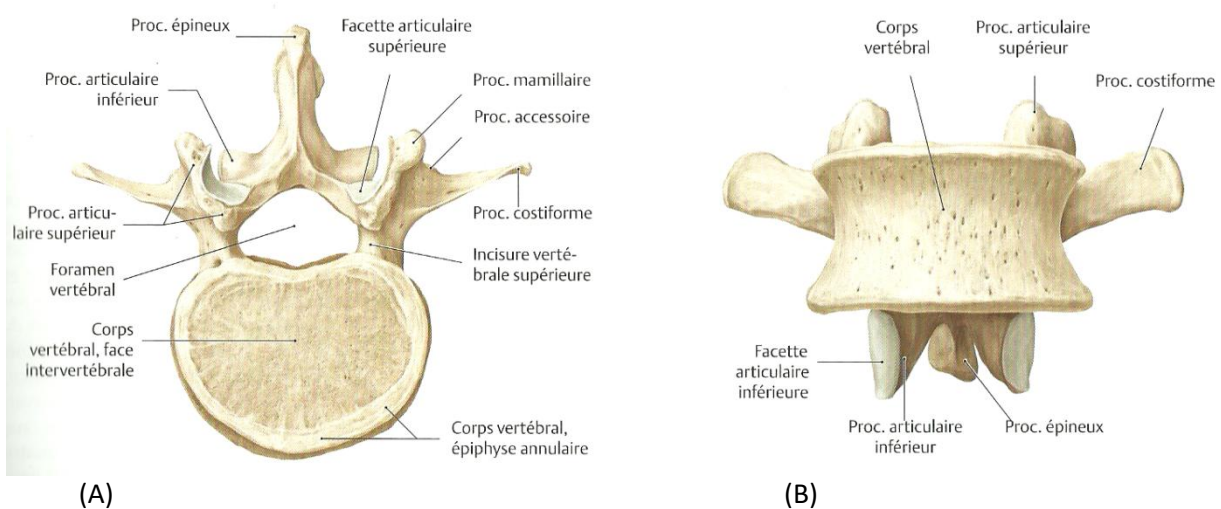 Proc. épineux
Facette articulaire
supérieure
Proc. articulaire
inférieur
Proc. mamillaire
Proc. accessoire
Proc. articu-
laire supérieur
Proc. costiforme
Foramen
vertébral
Incisure verté-
brale supérieure
Corps
vertébral, face
intervertébrale
Corps vertébral,
épiphyse annulaire
(A)
Corps
vertébral
Proc. articulaire
supérieur
Proc. costiforme
Facette
articulaire
inférieure
Proc. articulaire
inférieur
Proc. épineux
(B)